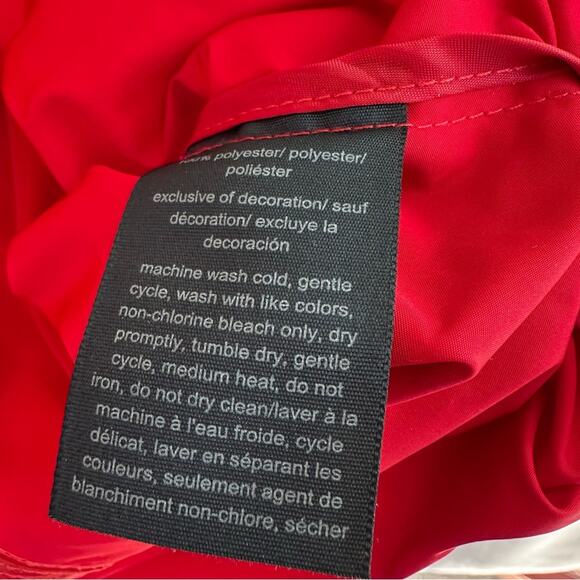 polyester/ polyester/
poliéster
exclusive of decoration/ sauf
décoration/ excluye la
decoración
machine wash cold, gentle
cycle, wash with like colors,
non-chlorine bleach only, dry
promptly, tumble dry, gentle
cycle, medium heat, do not
iron, do not dry clean/laver à la
machine à l'eau froide, cycle
délicat, laver en séparant les
couleurs, seulement agent de
blanchiment non-chlore, sécher